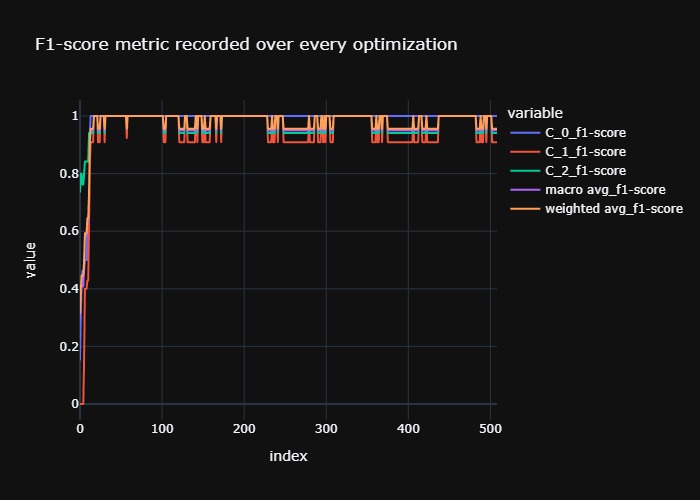 F1-score metric recorded over every optimization
1
0.8
0.6
0.4
0.2
0
value
0
100
200
300
400
500
index
variable
C_0_f1-score
C_1_f1-score
C_2_f1-score
macro avg_f1-score
weighted avg_f1-score